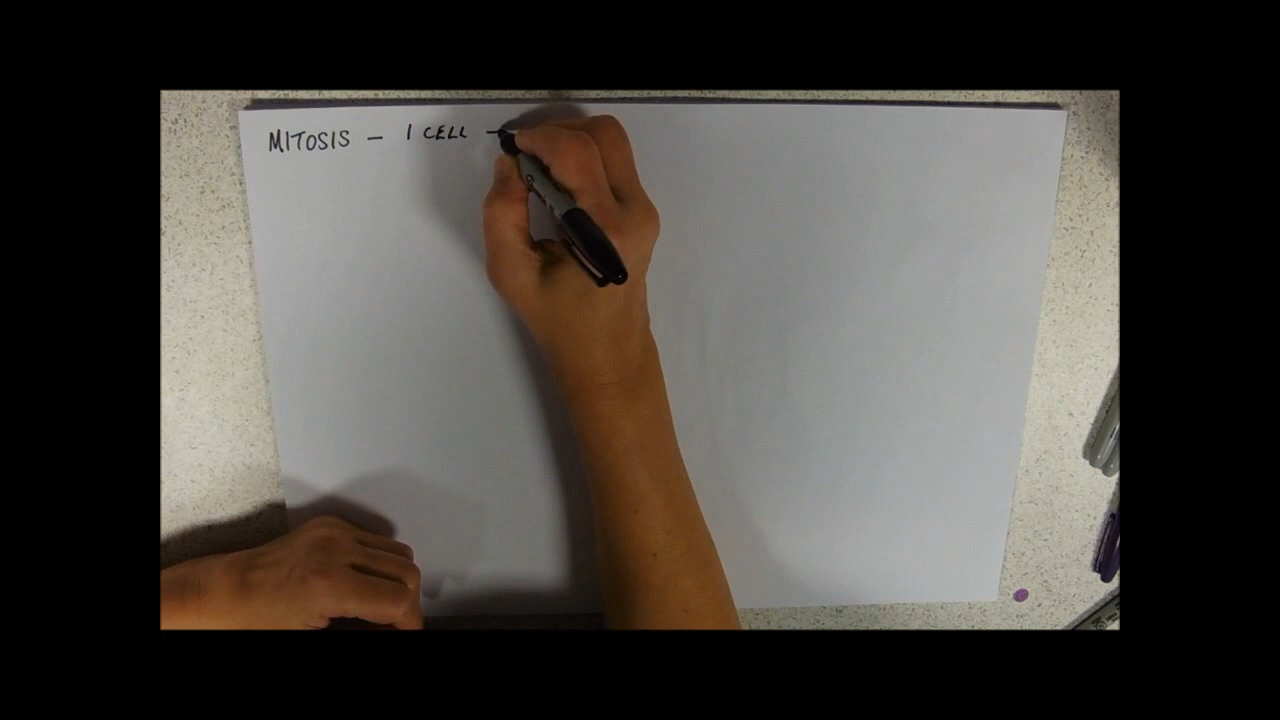 MITOSIS – 1 CELL –